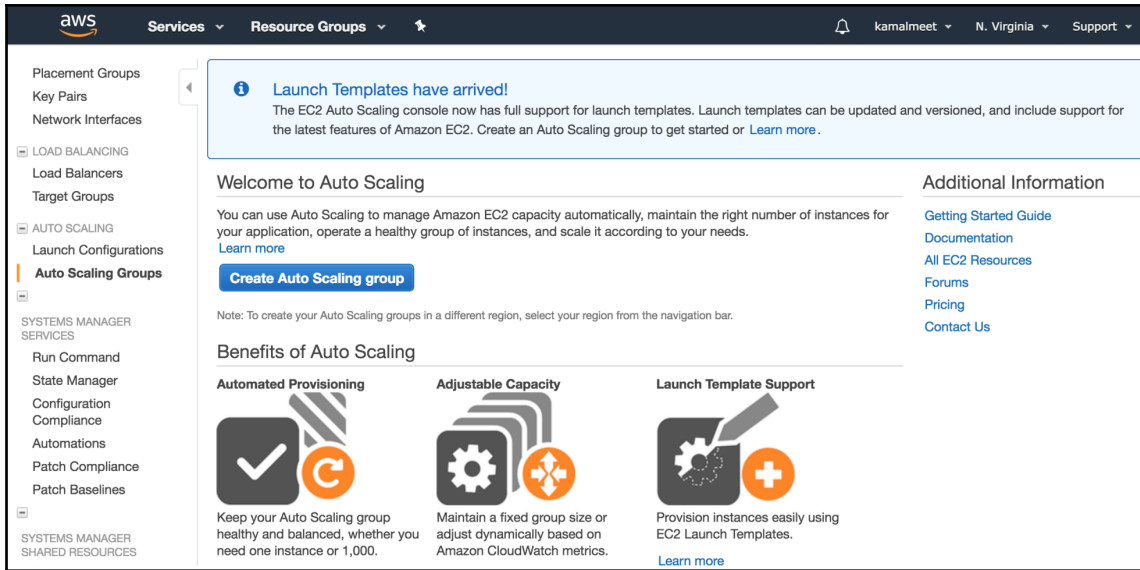 aws
Services
Resource Groups
kamalmeet
N. Virginia
Support
Placement Groups
Key Pairs
Network Interfaces
LOAD BALANCING
Load Balancers
Target Groups
AUTO SCALING
Launch Configurations
Auto Scaling Groups
SYSTEMS MANAGER
SERVICES
Run Command
State Manager
Configuration
Compliance
Automations
Patch Compliance
Patch Baselines
SYSTEMS MANAGER
SHARED RESOURCES
Launch Templates have arrived!
The EC2 Auto Scaling console now has full support for launch templates. Launch templates can be updated and versioned, and include support for
the latest features of Amazon EC2. Create an Auto Scaling group to get started or Learn more.
Welcome to Auto Scaling
You can use Auto Scaling to manage Amazon EC2 capacity automatically, maintain the right number of instances for
your application, operate a healthy group of instances, and scale it according to your needs.
Learn more
Create Auto Scaling group
Note: To create your Auto Scaling groups in a different region, select your region from the navigation bar.
Benefits of Auto Scaling
Automated Provisioning
Keep your Auto Scaling group
healthy and balanced, whether you
need one instance or 1,000.
Adjustable Capacity
Maintain a fixed group size or
adjust dynamically based on
Amazon CloudWatch metrics.
Launch Template Support
Provision instances easily using
EC2 Launch Templates.
Learn more
Additional Information
Getting Started Guide
Documentation
All EC2 Resources
Forums
Pricing
Contact Us